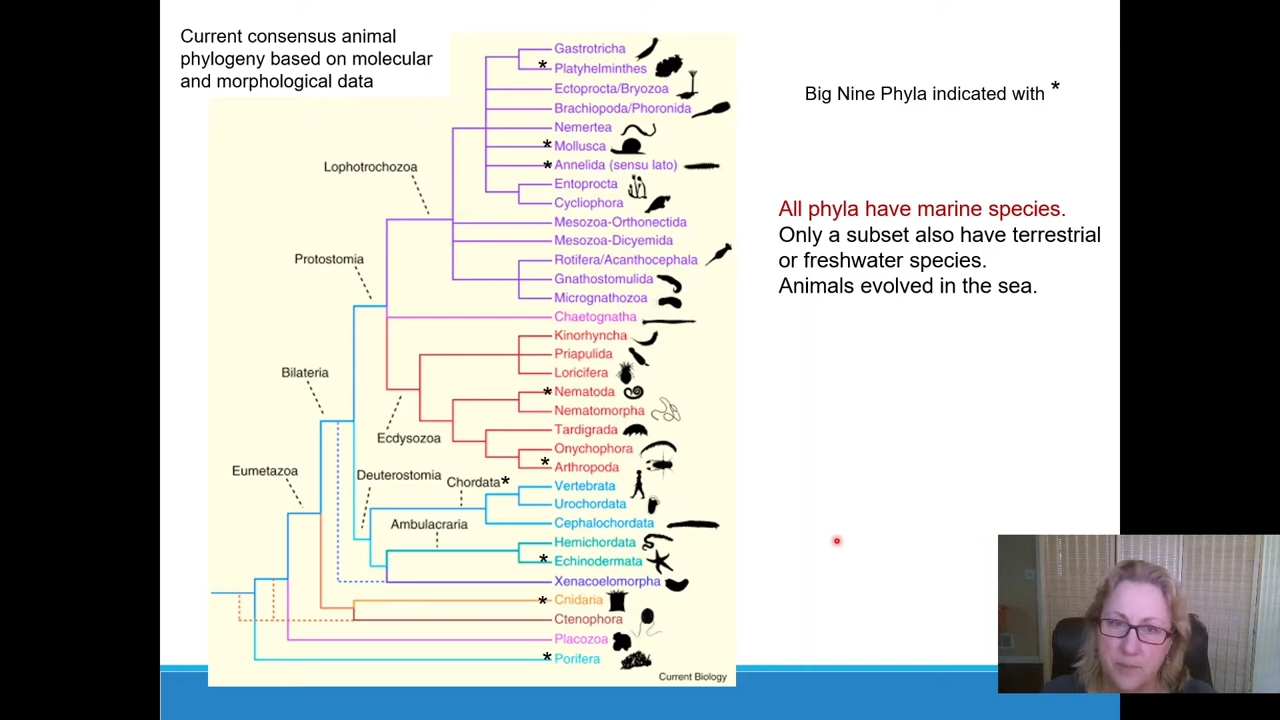 Current consensus animal
phylogeny based on molecular
and morphological data
Big Nine Phyla indicated with *
All phyla have marine species.
Only a subset also have terrestrial
or freshwater species.
Animals evolved in the sea.
Gastrotricha
* Platyhelminthes
Ectoprocta/Bryozoa
Brachiopoda/Phoronida
Nemertea
* Mollusca
* Annelida (sensu lato)
Entoprocta
Cycliophora
Mesozoa-Orthonectida
Mesozoa-Dicyemida
Rotifera/Acanthocephala
Gnathostomulida
Micrognathozoa
Chaetognatha
Kinorhyncha
Priapulida
Loricifera
* Nematoda
Nematomorpha
Tardigrada
Onychophora
* Arthropoda
Vertebrata
Urochordata
Cephalochordata
Hemichordata
* Echinodermata
Xenacoelomorpha
* Cnidaria
Ctenophora
Placozoa
* Porifera
Lophotrochozoa
Protostomia
Bilateria
Ecdysozoa
Eumetazoa
Deuterostomia
Chordata*
Ambulacraria
Current Biology